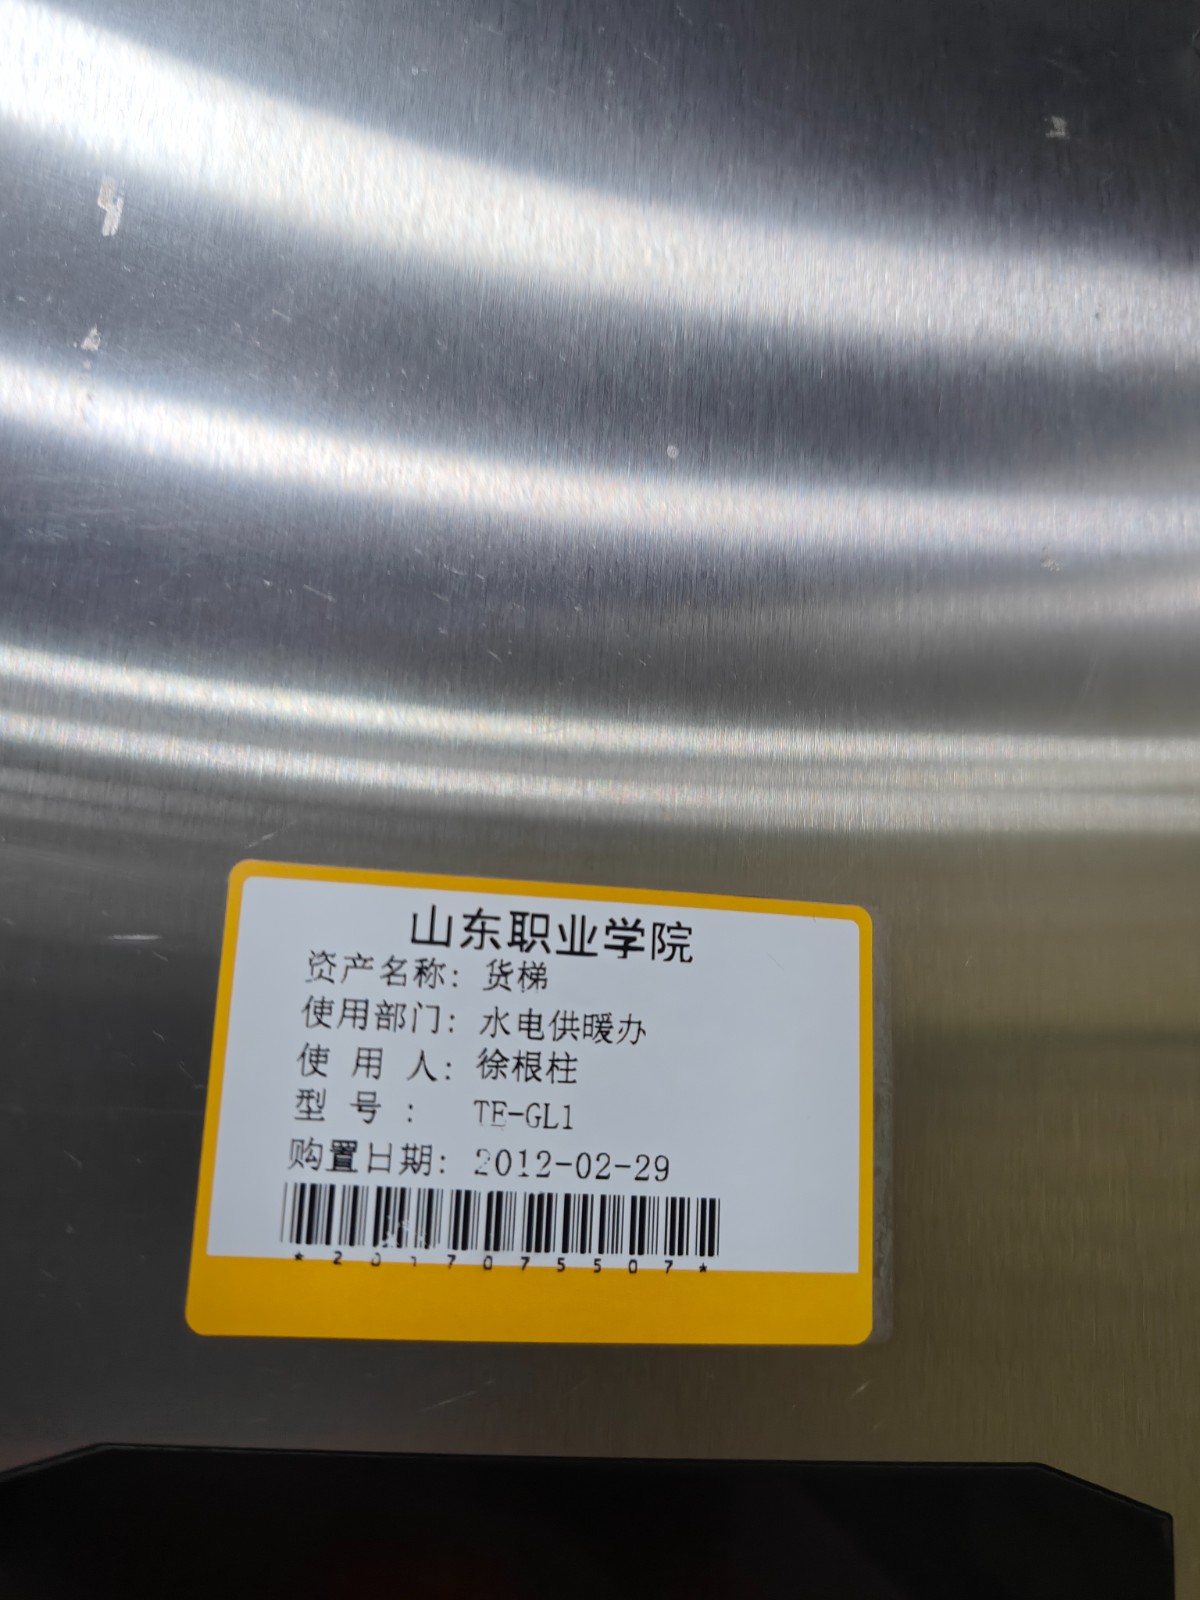 山东职业学院
资产名称：货梯
使用部门：水电供暖办
使 用 人：徐根柱
型 号 ： TE-GL1
购置日期：2012-02-29
*2017075507*